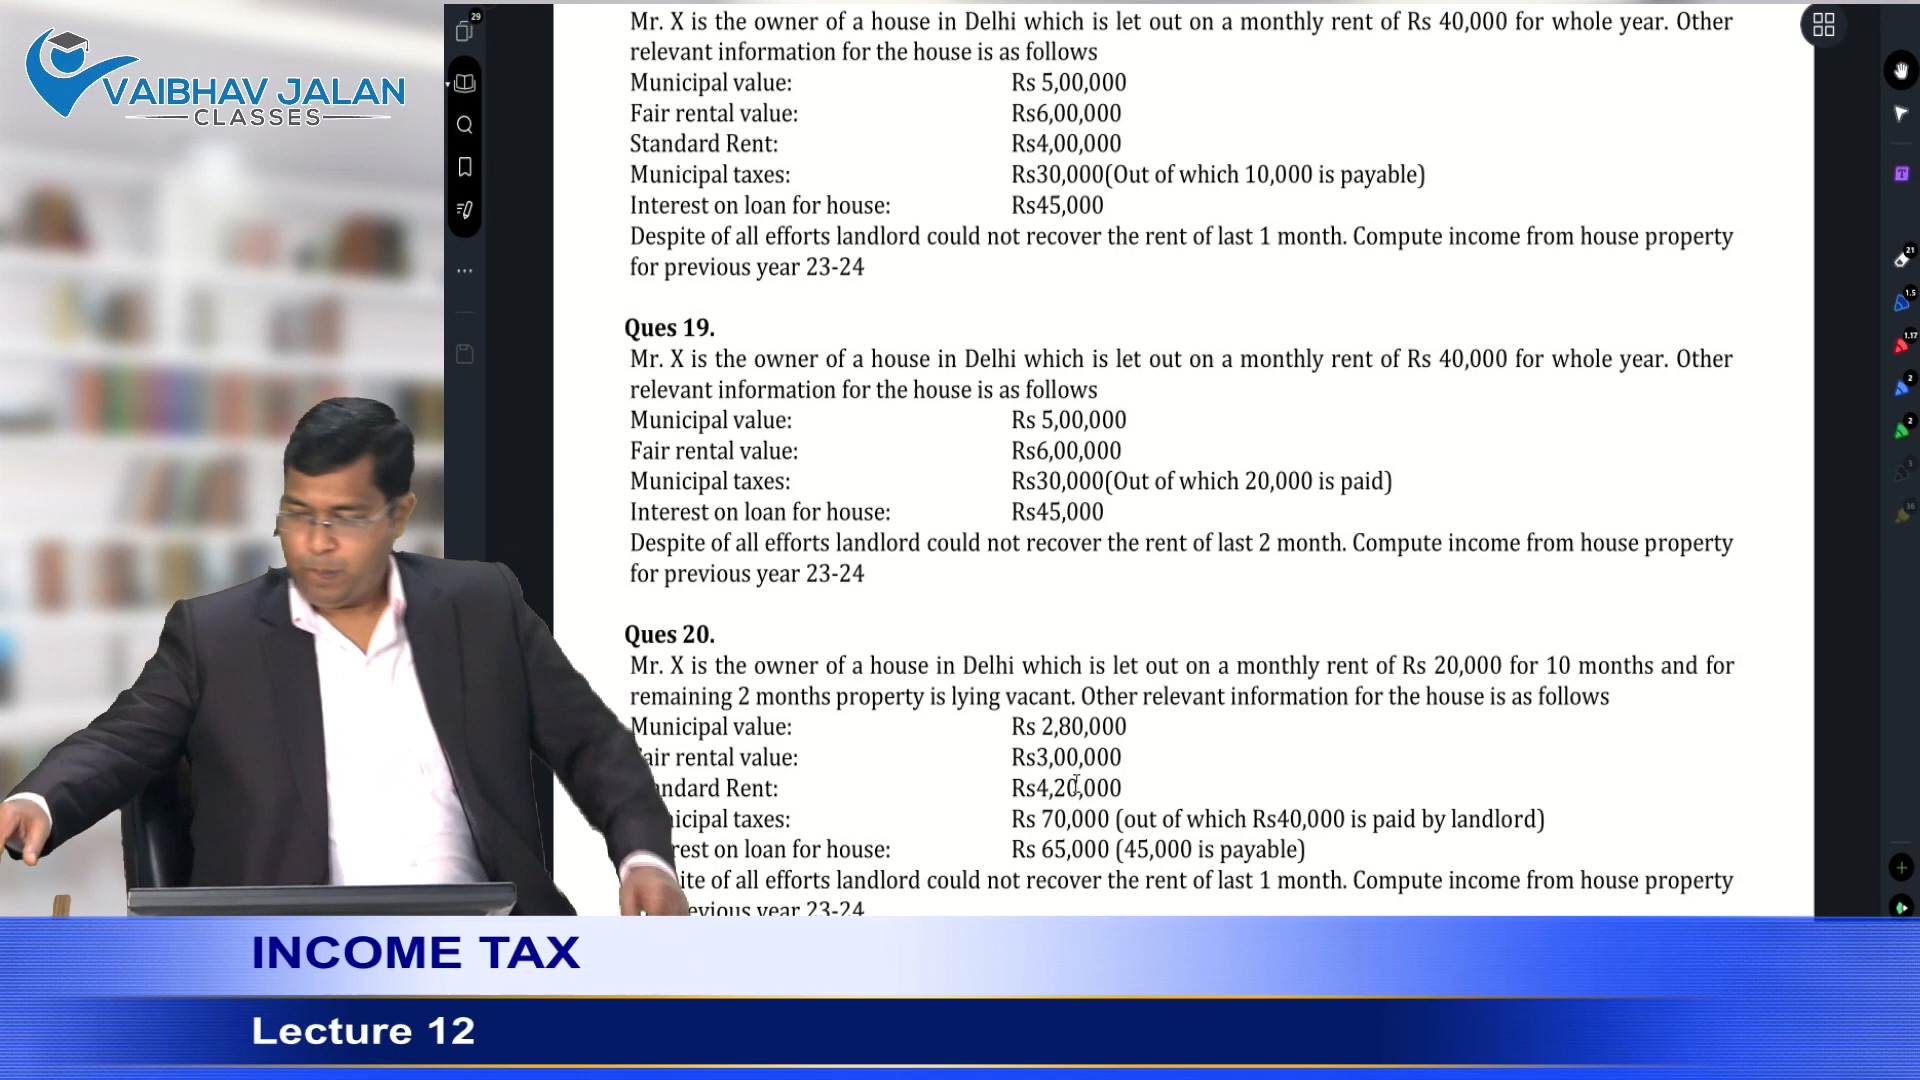 VAIBHAV JALAN
CLASSES
29
Mr. X is the owner of a house in Delhi which is let out on a monthly rent of Rs 40,000 for whole year. Other
relevant information for the house is as follows
Municipal value: Rs 5,00,000
Fair rental value: Rs6,00,000
Standard Rent: Rs4,00,000
Municipal taxes: Rs30,000(Out of which 10,000 is payable)
Interest on loan for house: Rs45,000
Despite of all efforts landlord could not recover the rent of last 1 month. Compute income from house property
for previous year 23-24
Ques 19.
Mr. X is the owner of a house in Delhi which is let out on a monthly rent of Rs 40,000 for whole year. Other
relevant information for the house is as follows
Municipal value: Rs 5,00,000
Fair rental value: Rs6,00,000
Municipal taxes: Rs30,000(Out of which 20,000 is paid)
Interest on loan for house: Rs45,000
Despite of all efforts landlord could not recover the rent of last 2 month. Compute income from house property
for previous year 23-24
Ques 20.
Mr. X is the owner of a house in Delhi which is let out on a monthly rent of Rs 20,000 for 10 months and for
remaining 2 months property is lying vacant. Other relevant information for the house is as follows
Municipal value: Rs 2,80,000
air rental value: Rs3,00,000
ndard Rent: Rs4,20,000
icipal taxes: Rs 70,000 (out of which Rs40,000 is paid by landlord)
rest on loan for house: Rs 65,000 (45,000 is payable)
ite of all efforts landlord could not recover the rent of last 1 month. Compute income from house property
evious year 23-24
T
21
1.5
1.17
2
2
3
36
INCOME TAX
Lecture 12